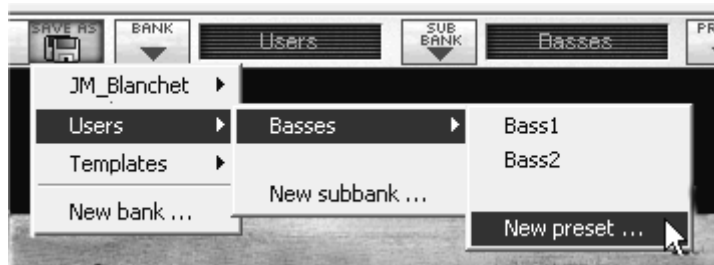 SAVE AS
BANK
Users
SUB BANK
Basses
PR
JM_Blanchet
Users
Templates
New bank ...
Basses
New subbank ...
Bass1
Bass2
New preset ...